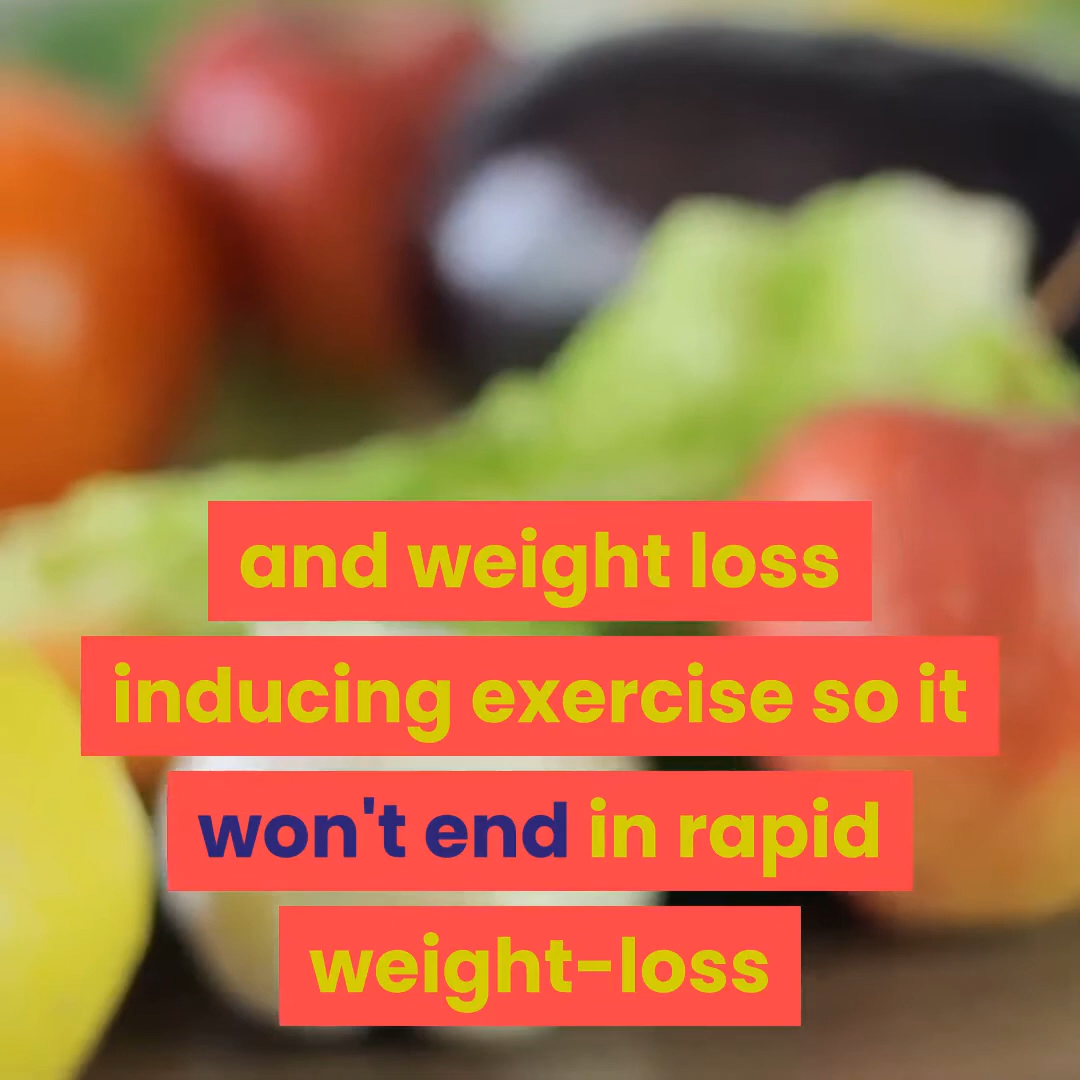 and weight loss
inducing exercise so it
won't end in rapid
weight-loss